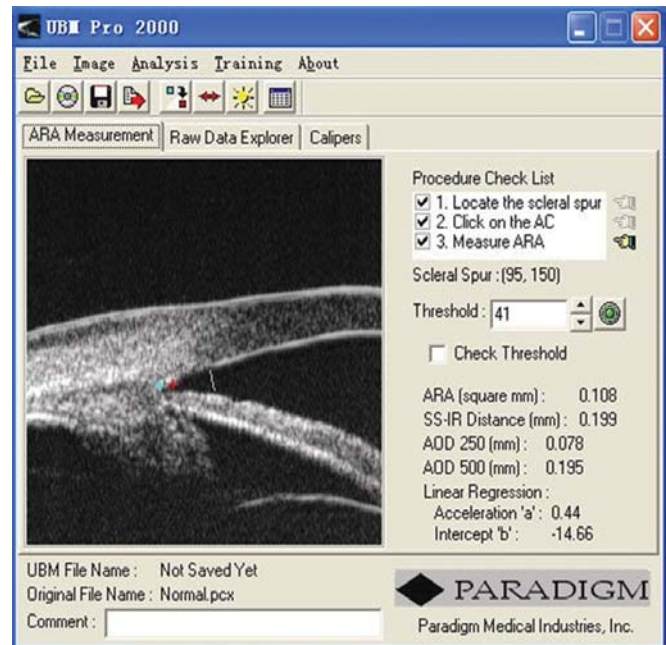 UBM Pro 2000
File Image Analysis Training About
ARA Measurement Raw Data Explorer Calipers
Procedure Check List
1. Locate the scleral spur
2. Click on the AC
3. Measure ARA
Scleral Spur : (95, 150)
Threshold : 41
Check Threshold
ARA (square mm) : 0.108
SS-IR Distance (mm) : 0.199
AOD 250 (mm) : 0.078
AOD 500 (mm) : 0.195
Linear Regression :
Acceleration 'a' : 0.44
Intercept 'b' : -14.66
UBM File Name : Not Saved Yet
Original File Name : Normal.pcx
Comment :
PARADIGM
Paradigm Medical Industries, Inc.